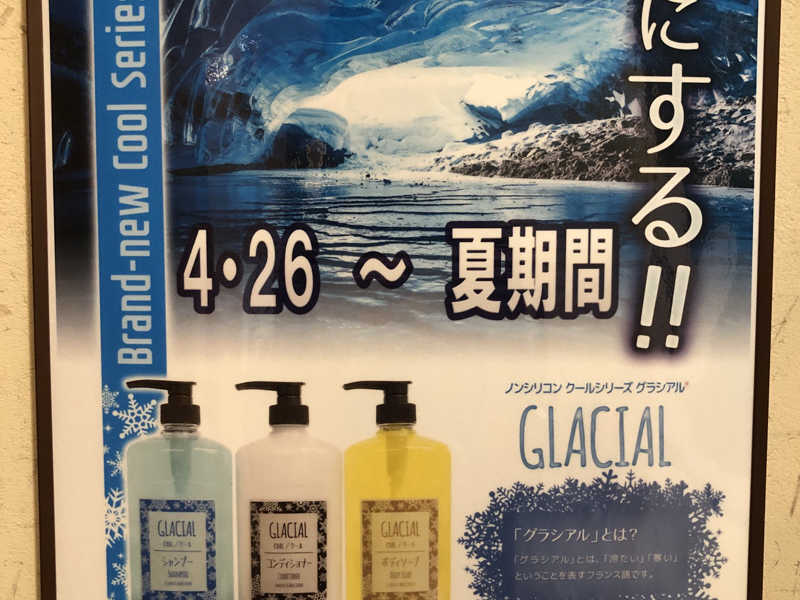 Brand-new Cool Series
にする!!
4・26 ～ 夏期間
ノンシリコン クールシリーズ グラシアル®
GLACIAL
GLACIAL
COOL／クール
シャンプー
SHAMPOO
GLACIAL
COOL／クール
コンディショナー
CONDITIONER
GLACIAL
COOL／クール
ボディソープ
BODY SOAP
「グラシアル」とは?
「グラシアル」とは、「冷たい」「寒い」
ということを表すフランス語です。